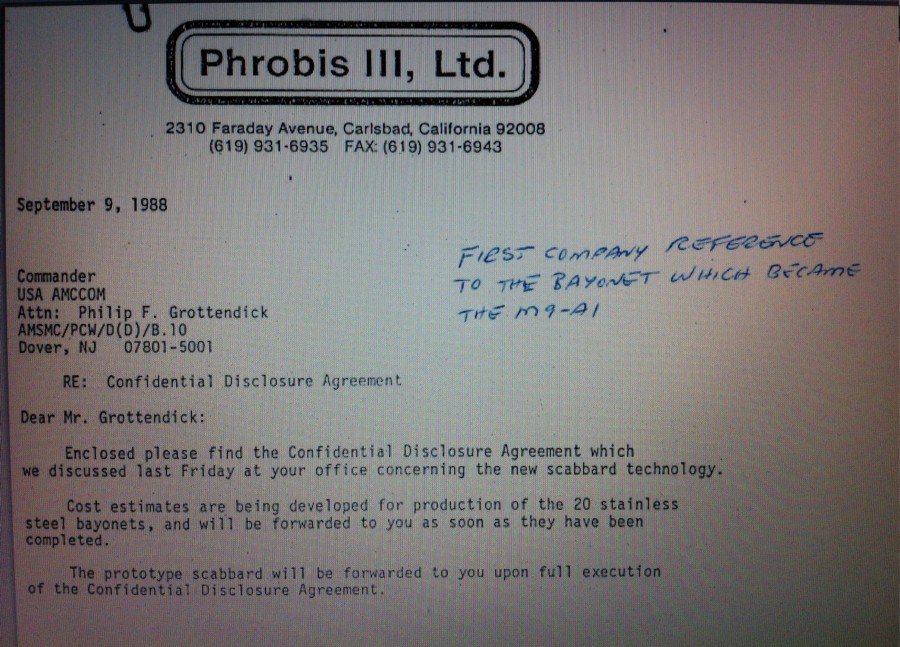 Phrobis III, Ltd.
2310 Faraday Avenue, Carlsbad, California 92008
(619) 931-6935 FAX: (619) 931-6943
September 9, 1988
FIRST COMPANY REFERENCE
TO THE BAYONET WHICH BECAME
THE M9-A1
Commander
USA AMCCOM
Attn: Philip F. Grottendick
AMSMC/PCW/D(D)/B.10
Dover, NJ 07801-5001
RE: Confidential Disclosure Agreement
Dear Mr. Grottendick:
Enclosed please find the Confidential Disclosure Agreement which
we discussed last Friday at your office concerning the new scabbard technology.
Cost estimates are being developed for production of the 20 stainless
steel bayonets, and will be forwarded to you as soon as they have been
completed.
The prototype scabbard will be forwarded to you upon full execution
of the Confidential Disclosure Agreement.